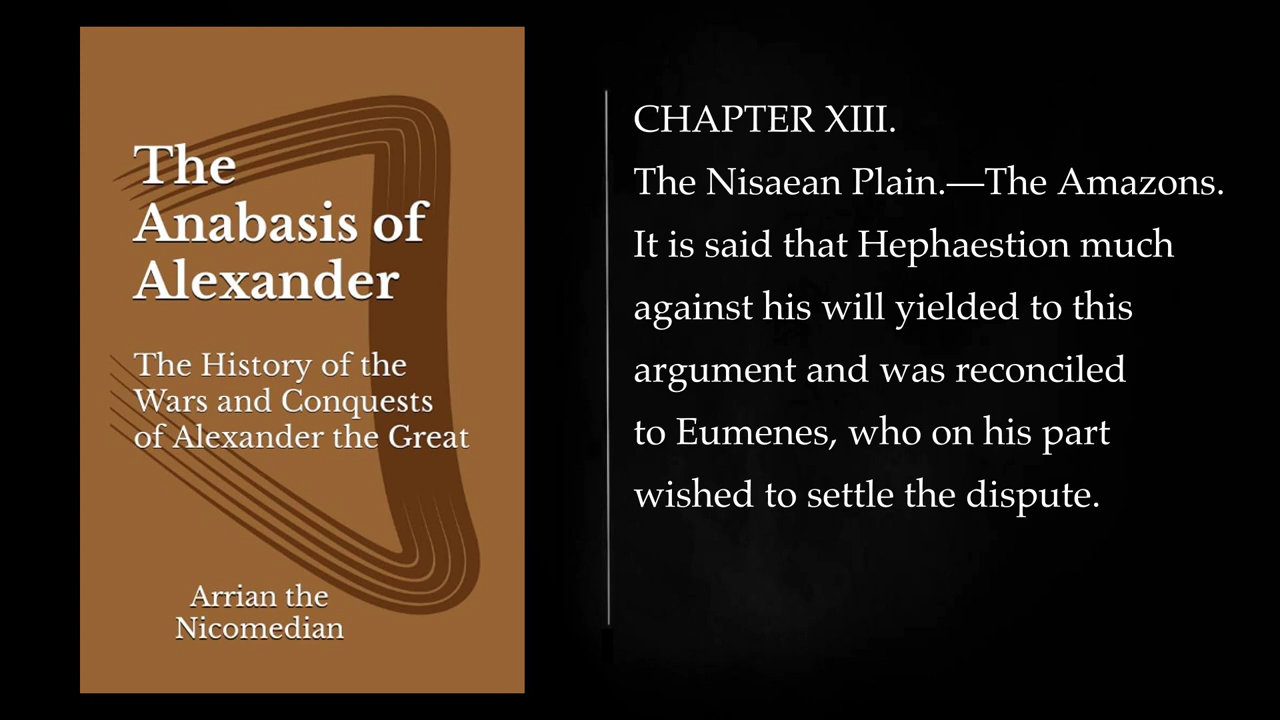 The
Anabasis of
Alexander
The History of the
Wars and Conquests
of Alexander the Great
Arrian the
Nicomedian
CHAPTER XIII.
The Nisaean Plain.—The Amazons.
It is said that Hephaestion much
against his will yielded to this
argument and was reconciled
to Eumenes, who on his part
wished to settle the dispute.